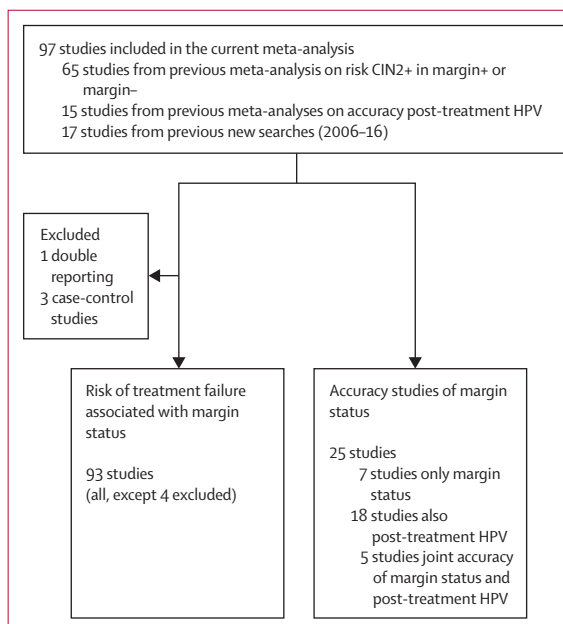 97 studies included in the current meta-analysis
65 studies from previous meta-analysis on risk CIN2+ in margin+ or
margin–
15 studies from previous meta-analyses on accuracy post-treatment HPV
17 studies from previous new searches (2006–16)
Excluded
1 double
reporting
3 case-control
studies
Risk of treatment failure
associated with margin
status
93 studies
(all, except 4 excluded)
Accuracy studies of margin
status
25 studies
7 studies only margin
status
18 studies also
post-treatment HPV
5 studies joint accuracy
of margin status and
post-treatment HPV